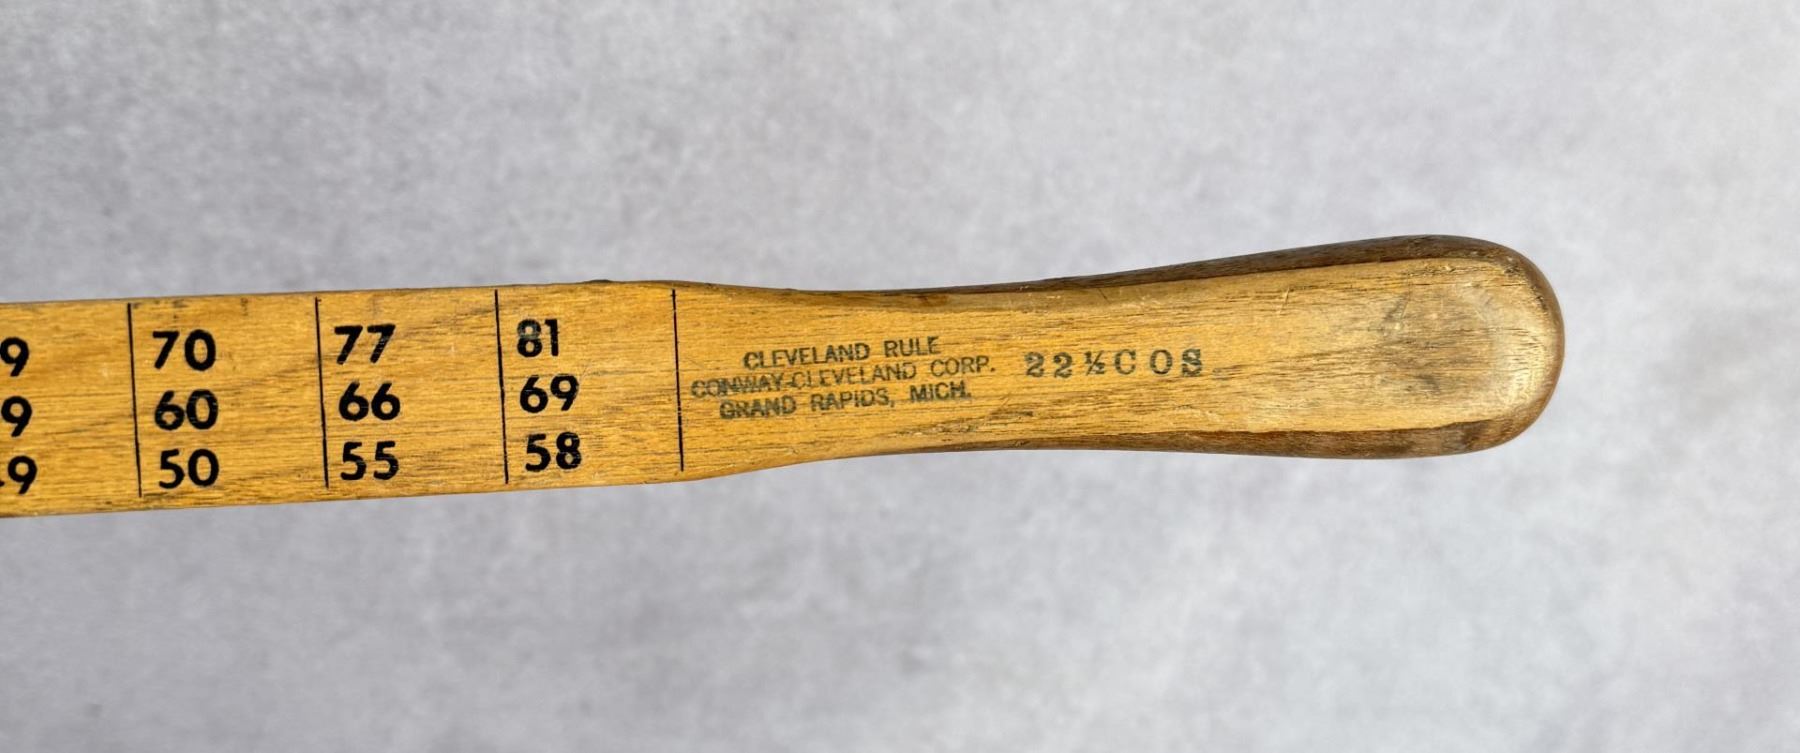 9 70 77 81
9 60 66 69
9 50 55 58
CLEVELAND RULE
CONWAY-CLEVELAND CORP.
GRAND RAPIDS, MICH.
22½COS